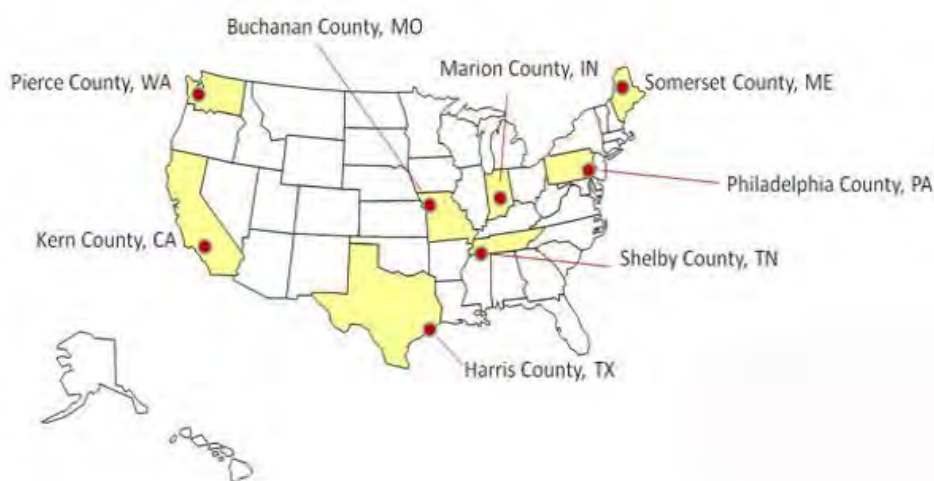 Buchanan County, MO
Marion County, IN
Pierce County, WA
Somerset County, ME
Philadelphia County, PA
Kern County, CA
Shelby County, TN
Harris County, TX